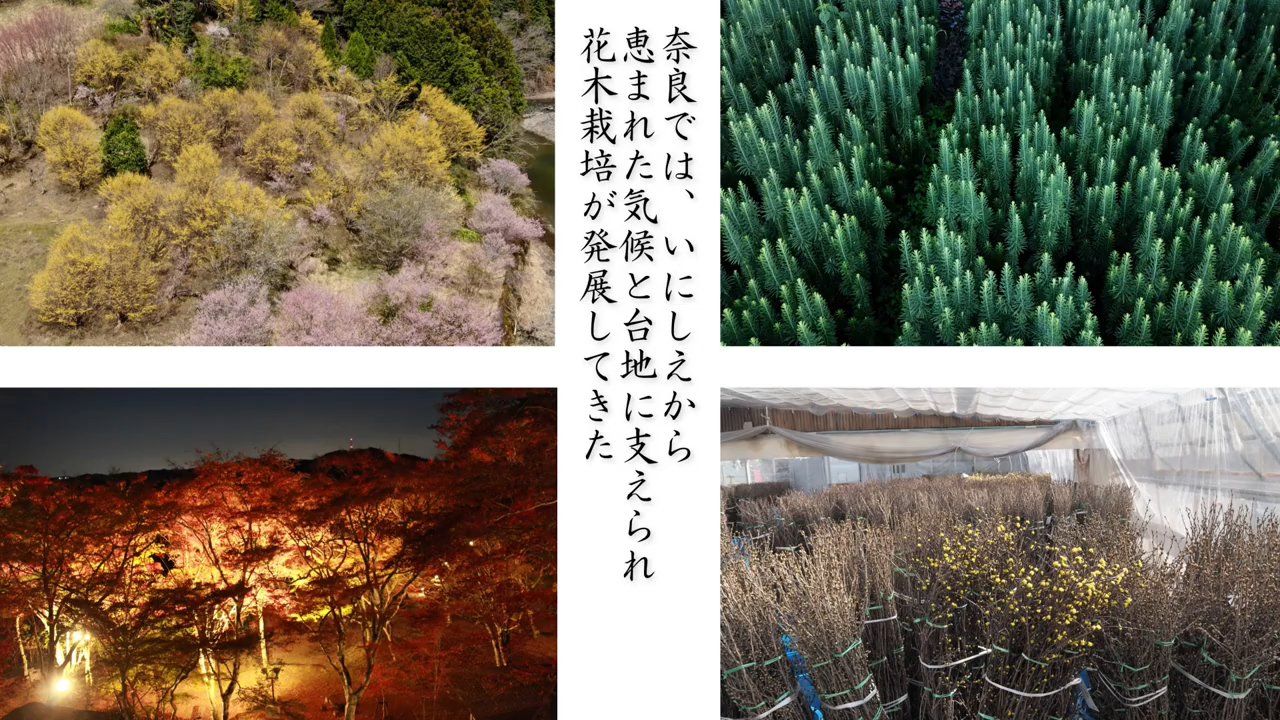 奈良では、いにしえから
恵まれた気候と台地に支えられ
花木栽培が発展してきた